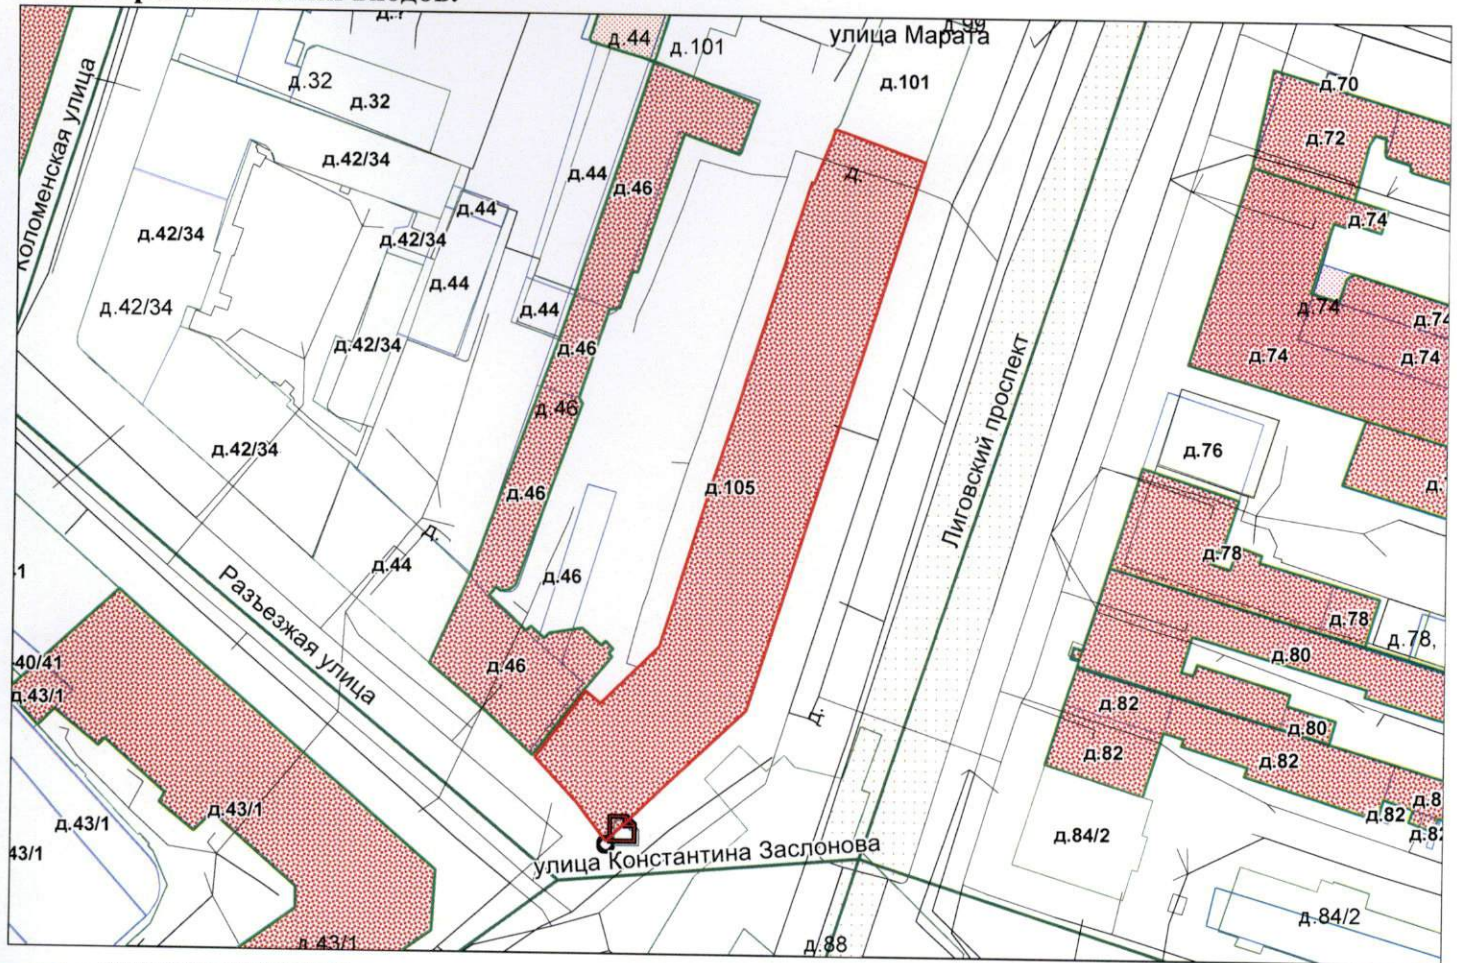 входов.
д.44
д.101
улица Марата
д.99
д.101
д.70
д.72
д.32
д.32
Коломенская улица
д.42/34
д.44
д.46
д.
д.44
д.42/34
д.42/34
д.74
д.44
д.42/34
д.44
д.74
д.74
д.42/34
д.46
д.74
д.74
д.46
Лиговский проспект
д.42/34
д.76
д.46
д.105
д.
д.78
д.44
д.46
Разъезжая улица
д.78
д.78,
40/41
д.46
д.80
д.43/1
д.82
д.
д.80
д.82
д.82
д.43/1
д.82
д.43/1
43/1
улица Константина Заслонова
д.84/2
д.84/2
д.43/1
д.88